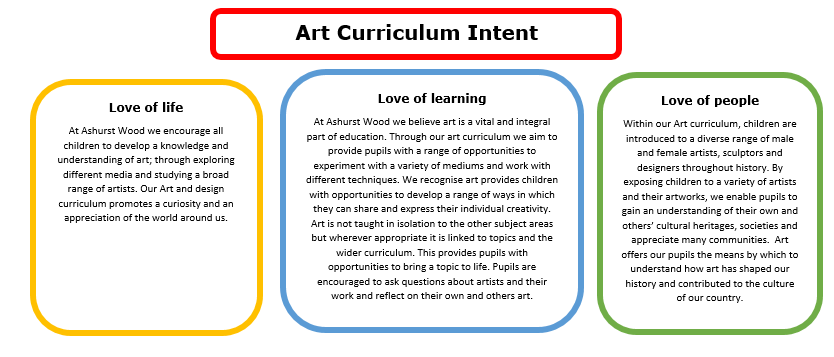 Art Curriculum Intent
Love of life
At Ashurst Wood we encourage all
children to develop a knowledge and
understanding of art; through exploring
different media and studying a broad
range of artists. Our Art and design
curriculum promotes a curiosity and an
appreciation of the world around us.
Love of learning
At Ashurst Wood we believe art is a vital and integral
part of education. Through our art curriculum we aim to
provide pupils with a range of opportunities to
experiment with a variety of mediums and work with
different techniques. We recognise art provides children
with opportunities to develop a range of ways in which
they can share and express their individual creativity.
Art is not taught in isolation to the other subject areas
but wherever appropriate it is linked to topics and the
wider curriculum. This provides pupils with
opportunities to bring a topic to life. Pupils are
encouraged to ask questions about artists and their
work and reflect on their own and others art.
Love of people
Within our Art curriculum, children are
introduced to a diverse range of male
and female artists, sculptors and
designers throughout history. By
exposing children to a variety of artists
and their artworks, we enable pupils to
gain an understanding of their own and
others’ cultural heritages, societies and
appreciate many communities. Art
offers our pupils the means by which to
understand how art has shaped our
history and contributed to the culture
of our country.